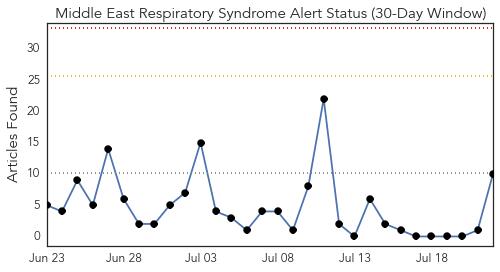 Middle East Respiratory Syndrome Alert Status (30-Day Window)
Articles Found
30
25
20
15
10
5
0
Jun 23
Jun 28
Jul 03
Jul 08
Jul 13
Jul 18